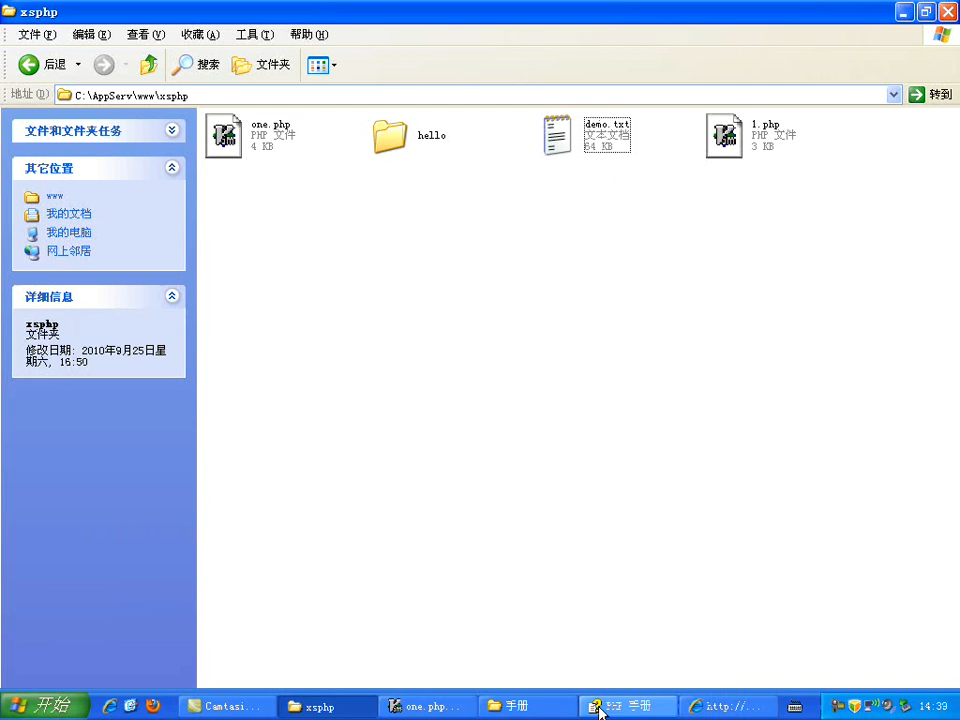 xsphp
文件(F) 编辑(E) 查看(V) 收藏(A) 工具(T) 帮助(H)
后退 搜索 文件夹
地址(D) C:\AppServ\www\xsphp 转到
文件和文件夹任务
其它位置
www
我的文档
我的电脑
网上邻居
详细信息
xsphp
文件夹
修改日期: 2010年9月25日星
期六, 16:50
one.php
PHP 文件
4 KB
hello
demo.txt
文本文档
64 KB
1.php
PHP 文件
3 KB
开始 Camtasi... xsphp one.php... 手册 PHP 手册 http://... 14:39